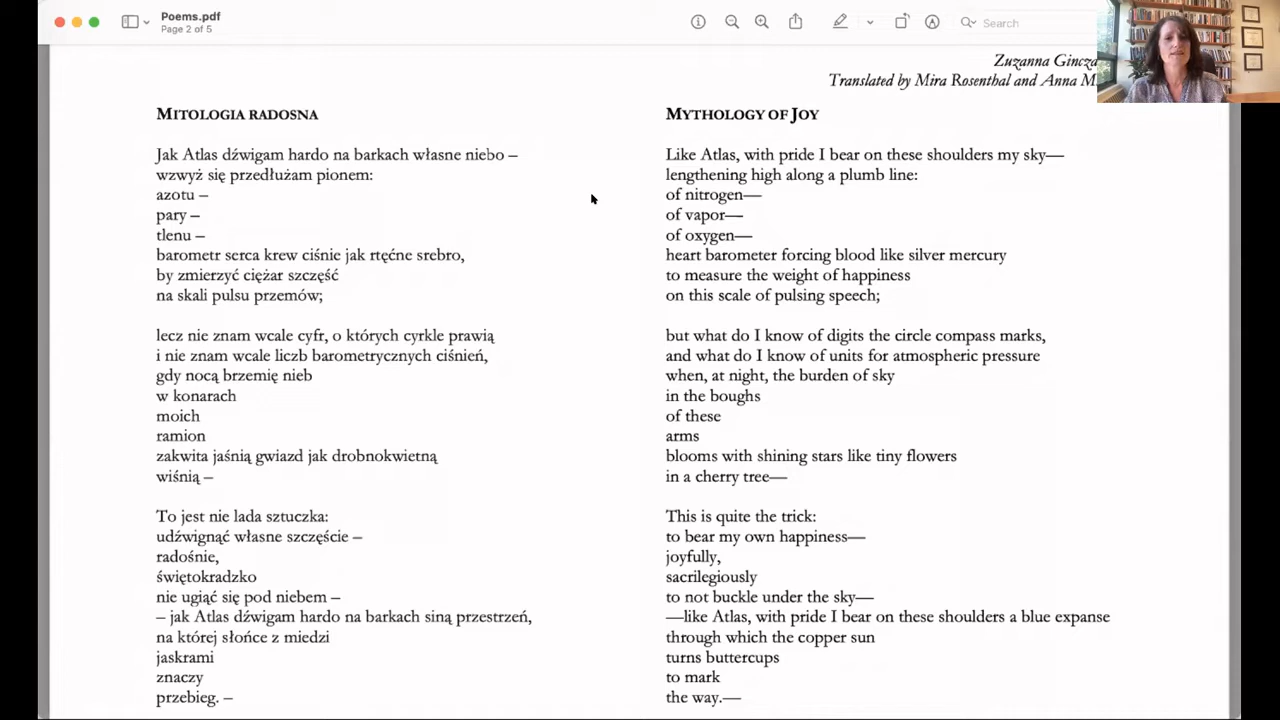 Poems.pdf
Page 2 of 5
Search
Zuzanna
Translated by Mira Rosenthal and Anna
MITOLOGIA RADOSNA
Jak Atlas dźwigam hardo na barkach własne niebo –
wzwyż się przedłużam pionem:
azotu –
pary –
tlenu –
barometr serca krew ciśnie jak rtęćne srebro,
by zmierzyć ciężar szczęść
na skali pulsu przemów;
lecz nie znam wcale cyfr, o których cyrkle prawią
i nie znam wcale liczb barometrycznych ciśnień,
gdy nocą brzemię nieb
w konarach
moich
ramion
zakwita jaśnią gwiazd jak drobnokwietną
wiśnią –
To jest nie lada sztuczka:
udźwignąć własne szczęście –
radośnie,
świętokradzko
nie ugiąć się pod niebem –
– jak Atlas dźwigam hardo na barkach siną przestrzeń,
na której słońce z miedzi
jaskrami
znaczy
przebieg. –
MYTHOLOGY OF JOY
Like Atlas, with pride I bear on these shoulders my sky—
lengthening high along a plumb line:
of nitrogen—
of vapor—
of oxygen—
heart barometer forcing blood like silver mercury
to measure the weight of happiness
on this scale of pulsing speech;
but what do I know of digits the circle compass marks,
and what do I know of units for atmospheric pressure
when, at night, the burden of sky
in the boughs
of these
arms
blooms with shining stars like tiny flowers
in a cherry tree—
This is quite the trick:
to bear my own happiness—
joyfully,
sacrilegiously
to not buckle under the sky—
—like Atlas, with pride I bear on these shoulders a blue expanse
through which the copper sun
turns buttercups
to mark
the way.—